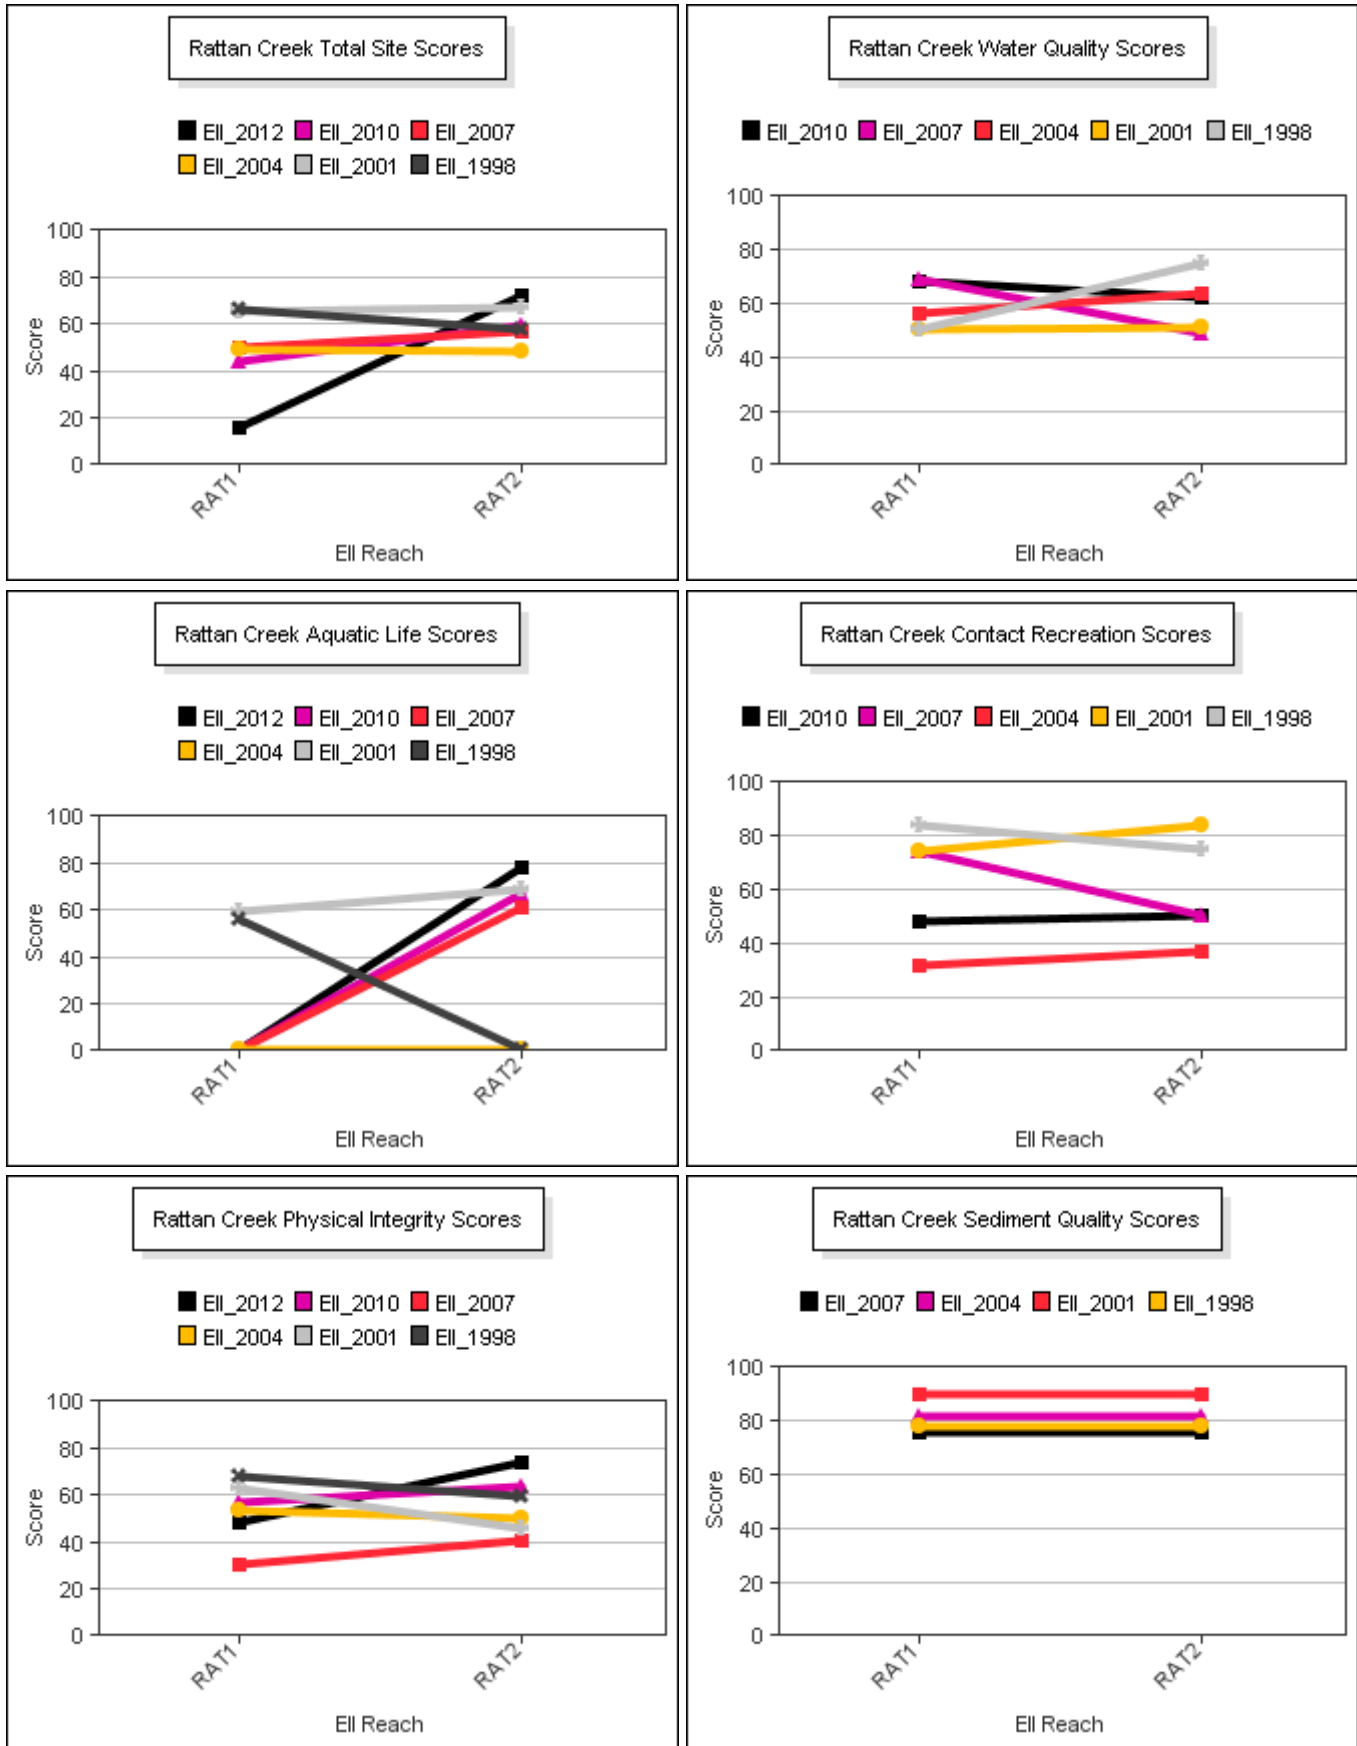 Rattan Creek Total Site Scores
EII_2012 EII_2010 EII_2007
EII_2004 EII_2001 EII_1998
100
80
60
40
20
0
Score
RAT1 RAT2
EII Reach
Rattan Creek Water Quality Scores
EII_2010 EII_2007 EII_2004 EII_2001 EII_1998
100
80
60
40
20
0
Score
RAT1 RAT2
EII Reach
Rattan Creek Aquatic Life Scores
EII_2012 EII_2010 EII_2007
EII_2004 EII_2001 EII_1998
100
80
60
40
20
0
Score
RAT1 RAT2
EII Reach
Rattan Creek Contact Recreation Scores
EII_2010 EII_2007 EII_2004 EII_2001 EII_1998
100
80
60
40
20
0
Score
RAT1 RAT2
EII Reach
Rattan Creek Physical Integrity Scores
EII_2012 EII_2010 EII_2007
EII_2004 EII_2001 EII_1998
100
80
60
40
20
0
Score
RAT1 RAT2
EII Reach
Rattan Creek Sediment Quality Scores
EII_2007 EII_2004 EII_2001 EII_1998
100
80
60
40
20
0
Score
RAT1 RAT2
EII Reach